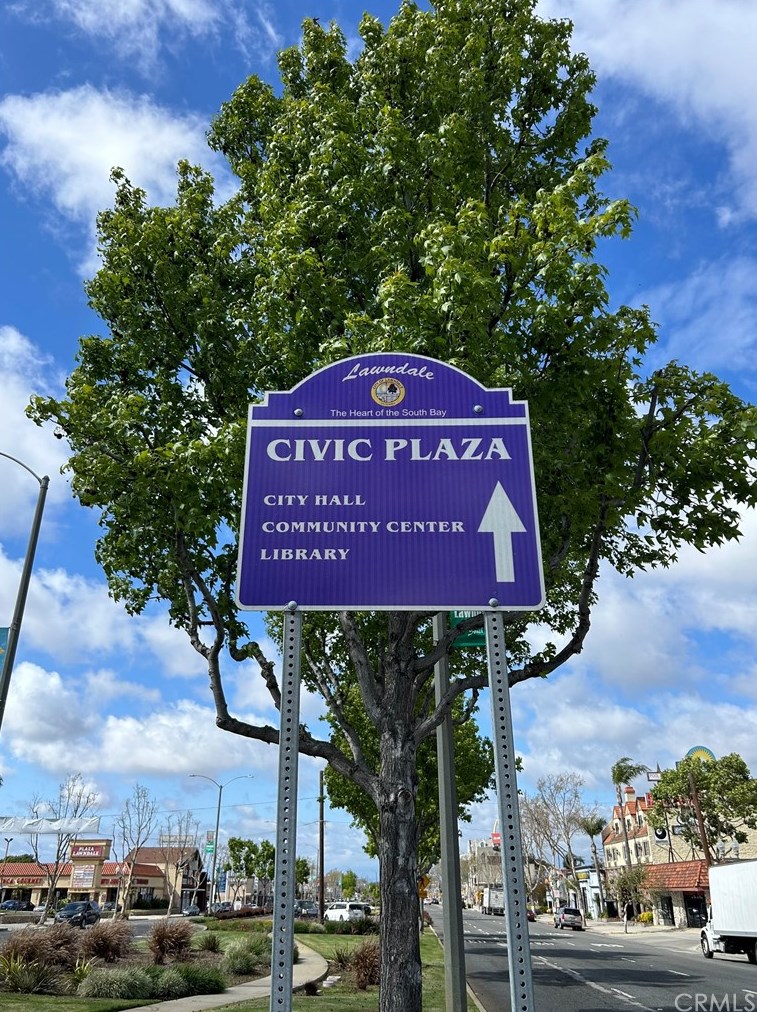 Lawndale
The Heart of the South Bay
CIVIC PLAZA
CITY HALL
COMMUNITY CENTER
LIBRARY
PLAZA
LAWNDALE
CRMLS